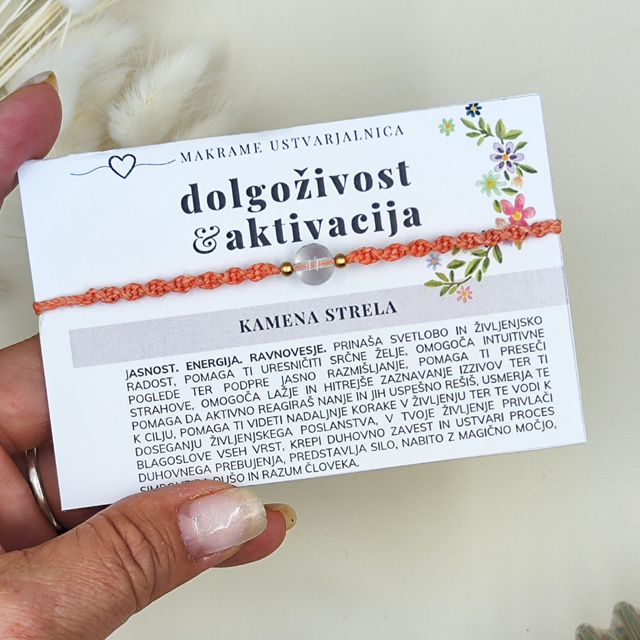 MAKRAME USTVARJALNICA
dolgoživost
& aktivacija
KAMENA STRELA
JASNOST. ENERGIJA. RAVNOVESJE. PRINAŠA SVETLOBO IN ŽIVLJENJSKO
RADOST, POMAGA TI URESNIČITI SRČNE ŽELJE, OMOGOČA INTUITIVNE
POGLEDE TER PODPRE JASNO RAZMIŠLJANJE, POMAGA TI PRESEČI
STRAHOVE, OMOGOČA LAŽJE IN HITREJŠE ZAZNAVANJE IZZIVOV TER TI
POMAGA DA AKTIVNO REAGIRAŠ NANJE IN JIH USPEŠNO REŠIŠ, USMERJA TE
K CILJU, POMAGA TI VIDETI NADALJNJE KORAKE V ŽIVLJENJU TER TE VODI K
DOSEGANJU ŽIVLJENJSKEGA POSLANSTVA, V TVOJE ŽIVLJENJE PRIVLAČI
BLAGOSLOVE VSEH VRST, KREPI DUHOVNO ZAVEST IN USTVARI PROCES
DUHOVNEGA PREBUJENJA, PREDSTAVLJA SILO, NABITO Z MAGIČNO MOČJO,
DUŠO IN RAZUM ČLOVEKA.